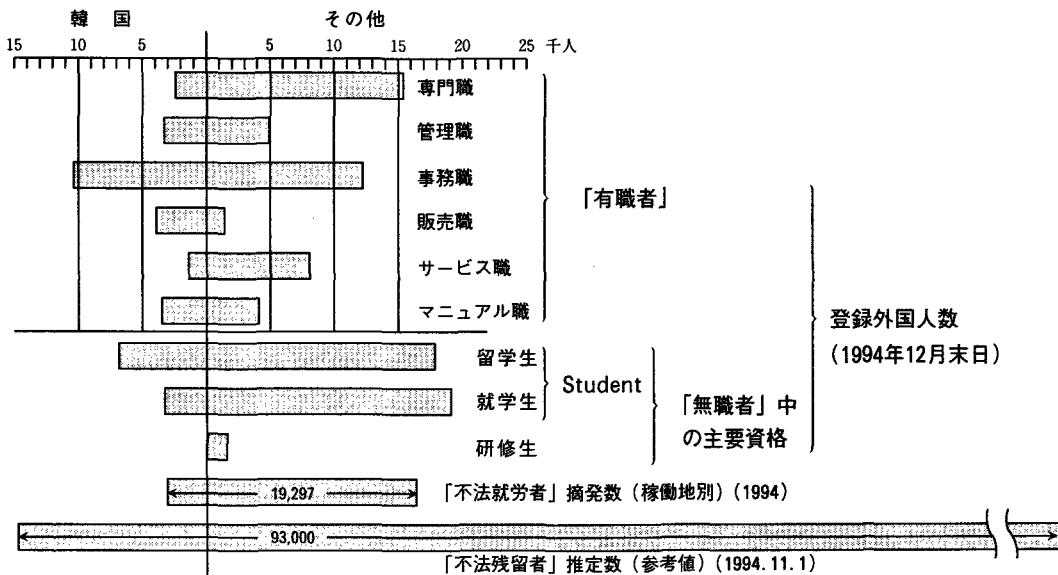 韓 国 その他
15 10 5 5 10 15 20 25 千人
専門職
管理職
事務職
販売職
サービス職
マニュアル職
「有職者」
留学生
就学生
Student
研修生
「無職者」中
の主要資格
登録外国人数
(1994年12月末日)
19,297 「不法就労者」摘発数(稼働地別)(1994)
93,000
「不法残留者」推定数(参考値)(1994.11.1)